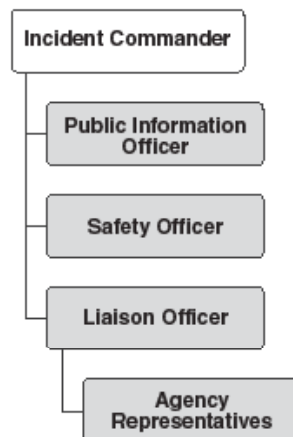 Incident Commander
Public Information
Officer
Safety Officer
Liaison Officer
Agency
Representatives